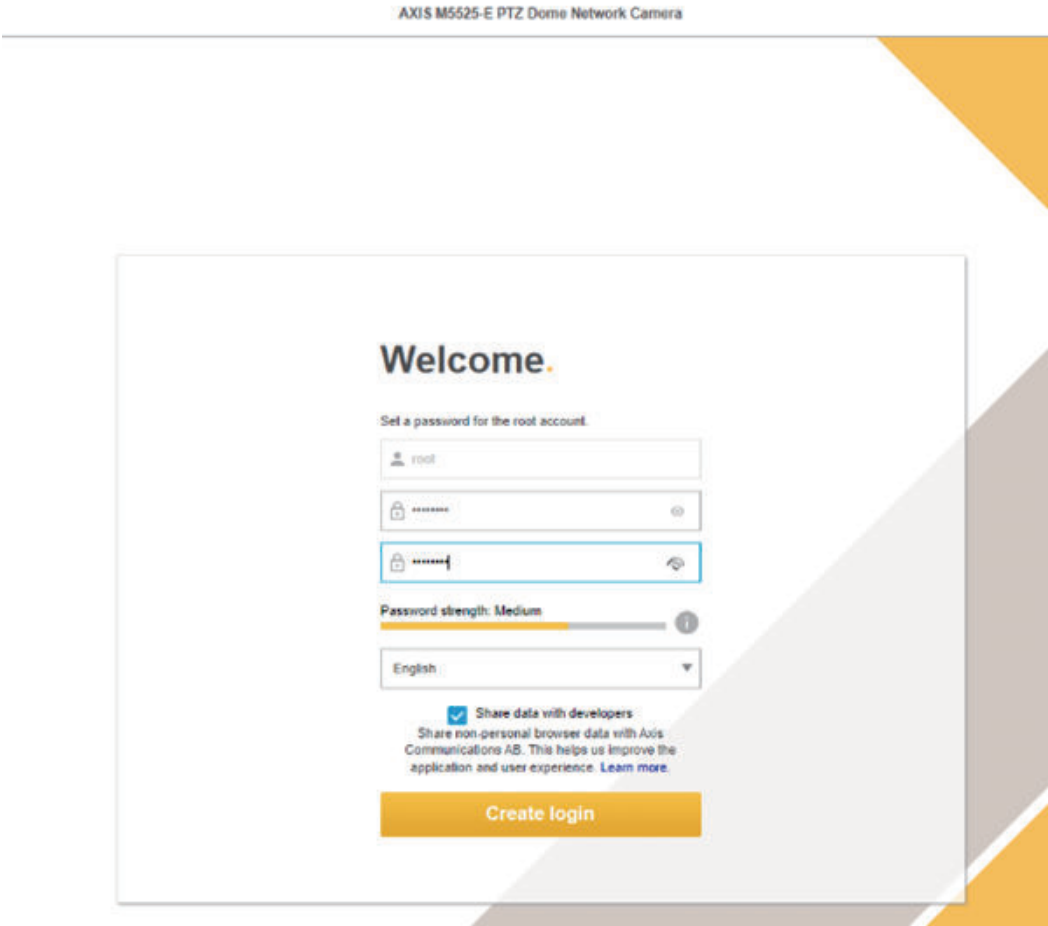 AXIS M5525-E PTZ Dome Network Camera
Welcome.
Set a password for the root account.
root
••••••••
••••••••
Password strength: Medium
i
English
Share data with developers
Share non-personal browser data with Axis
Communications AB. This helps us improve the
application and user experience. Learn more.
Create login